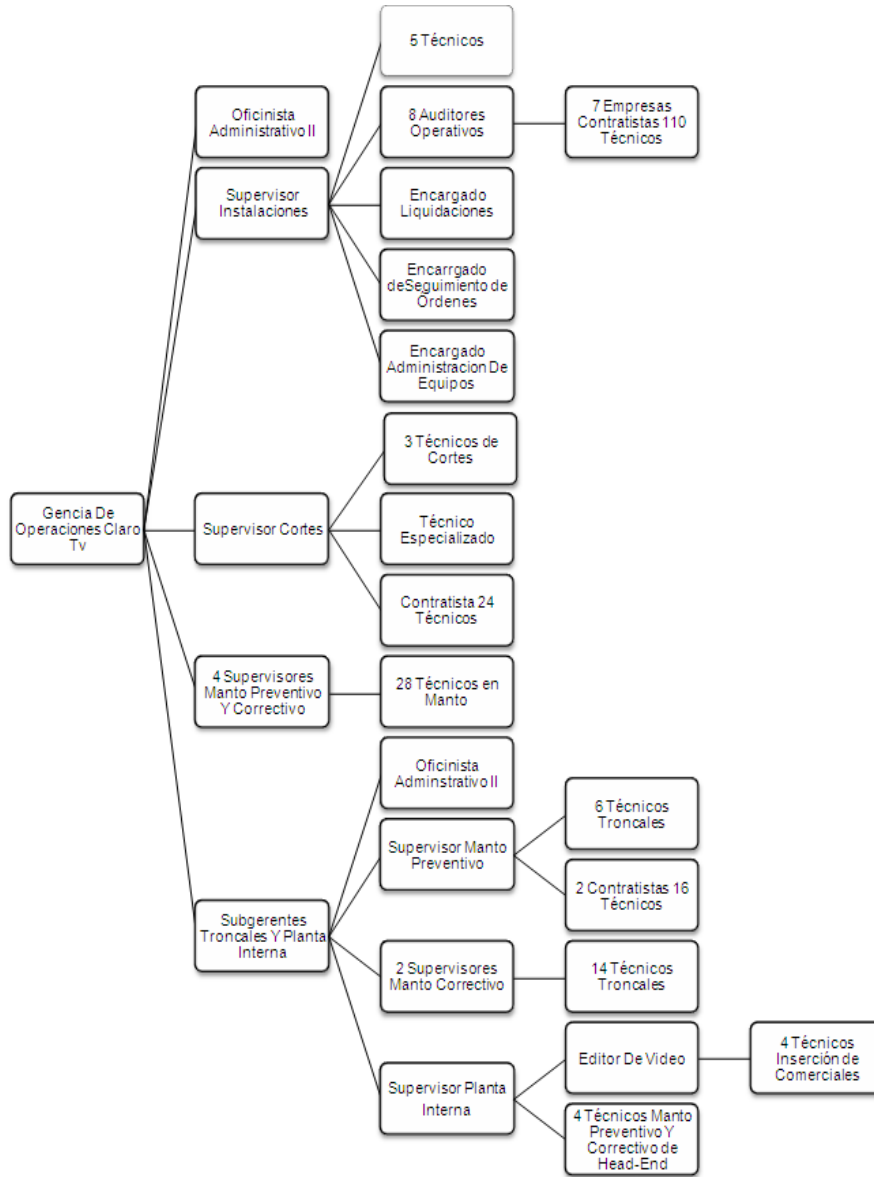 5 Técnicos
Oficinista
Administrativo II
8 Auditores
Operativos
7 Empresas
Contratistas 110
Técnicos
Supervisor
Instalaciones
Encargado
Liquidaciones
Encarrgado
deSeguimiento de
Órdenes
Encargado
Administracion De
Equipos
3 Técnicos de
Cortes
Gencia De
Operaciones Claro
Tv
Supervisor Cortes
Técnico
Especializado
Contratista 24
Técnicos
4 Supervisores
Manto Preventivo
Y Correctivo
28 Técnicos en
Manto
Oficinista
Adminstrativo II
6 Técnicos
Troncales
Supervisor Manto
Preventivo
2 Contratistas 16
Técnicos
Subgerentes
Troncales Y Planta
Interna
2 Supervisores
Manto Correctivo
14 Técnicos
Troncales
Editor De Video
4 Técnicos
Inserción de
Comerciales
Supervisor Planta
Interna
4 Técnicos Manto
Preventivo Y
Correctivo de
Head-End